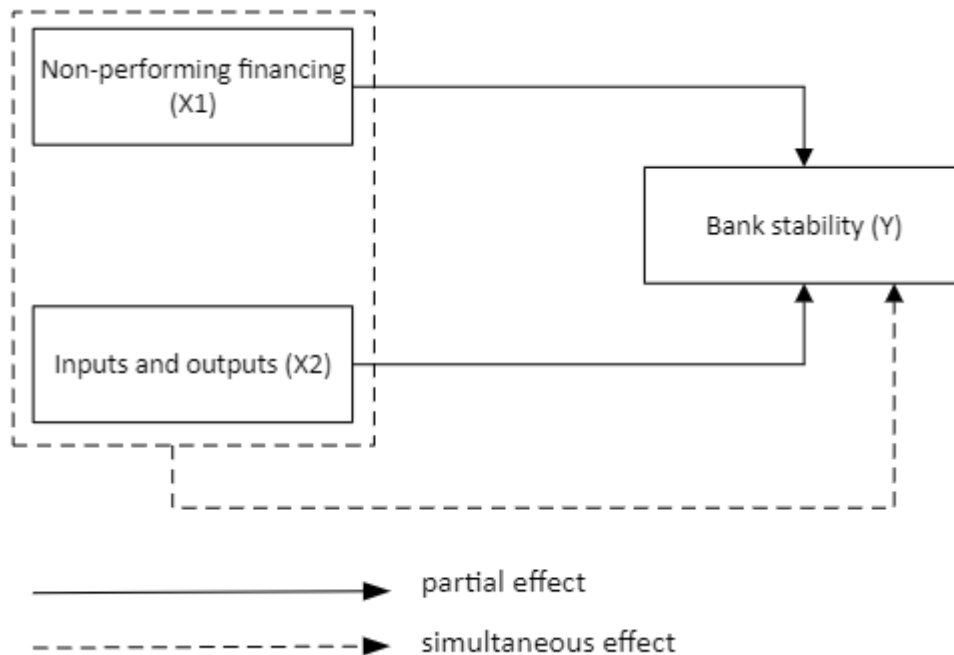 Non-performing financing
(X1)
Bank stability (Y)
Inputs and outputs (X2)
partial effect
simultaneous effect